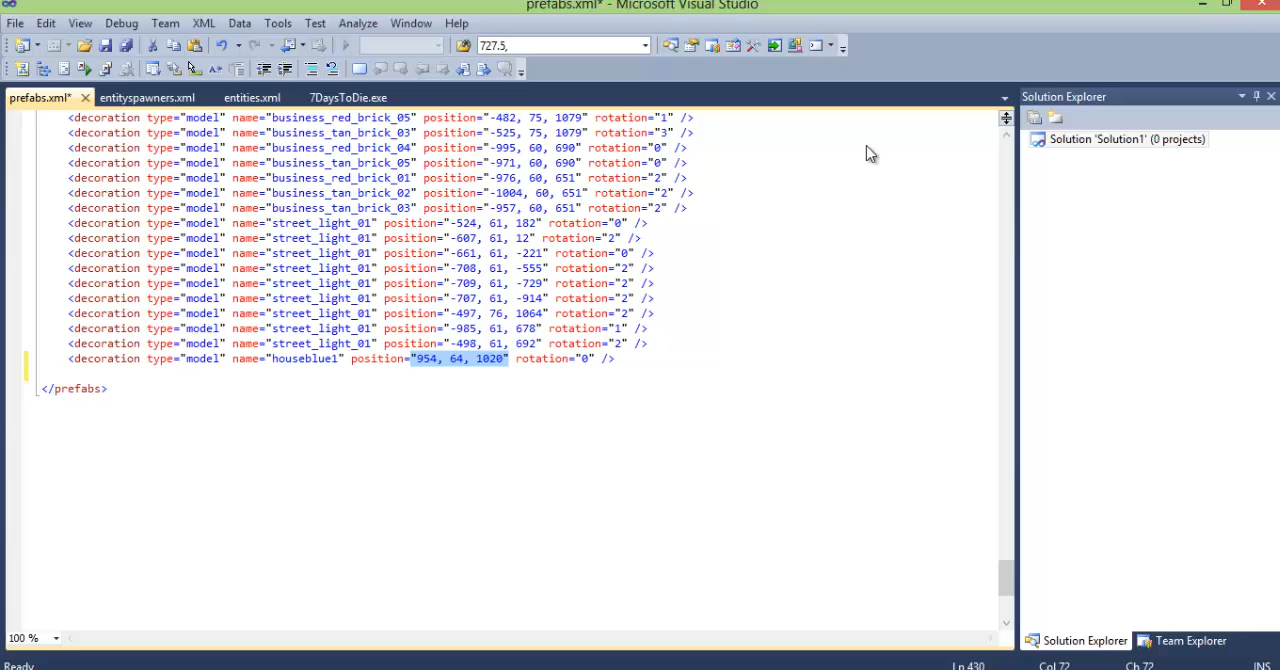 prefabs.xml* - Microsoft Visual Studio
File Edit View Debug Team XML Data Tools Test Analyze Window Help
727.5,
prefabs.xml* entityspawners.xml entities.xml 7DaysToDie.exe
Solution Explorer
<decoration type="model" name="business_red_brick_05" position="-482, 75, 1079" rotation="1" />
<decoration type="model" name="business_tan_brick_03" position="-525, 75, 1079" rotation="3" />
<decoration type="model" name="business_red_brick_04" position="-995, 60, 690" rotation="0" />
<decoration type="model" name="business_tan_brick_05" position="-971, 60, 690" rotation="0" />
<decoration type="model" name="business_red_brick_01" position="-976, 60, 651" rotation="2" />
<decoration type="model" name="business_tan_brick_02" position="-1004, 60, 651" rotation="2" />
<decoration type="model" name="business_tan_brick_03" position="-957, 60, 651" rotation="2" />
<decoration type="model" name="street_light_01" position="-524, 61, 182" rotation="0" />
<decoration type="model" name="street_light_01" position="-607, 61, 12" rotation="2" />
<decoration type="model" name="street_light_01" position="-661, 61, -221" rotation="0" />
<decoration type="model" name="street_light_01" position="-708, 61, -555" rotation="2" />
<decoration type="model" name="street_light_01" position="-709, 61, -729" rotation="2" />
<decoration type="model" name="street_light_01" position="-707, 61, -914" rotation="2" />
<decoration type="model" name="street_light_01" position="-497, 76, 1064" rotation="2" />
<decoration type="model" name="street_light_01" position="-985, 61, 678" rotation="1" />
<decoration type="model" name="street_light_01" position="-498, 61, 692" rotation="2" />
<decoration type="model" name="houseblue1" position="954, 64, 1020" rotation="0" />
</prefabs>
Solution 'Solution1' (0 projects)
100 %
Solution Explorer Team Explorer
Ready Ln 430 Col 72 Ch 72 INS